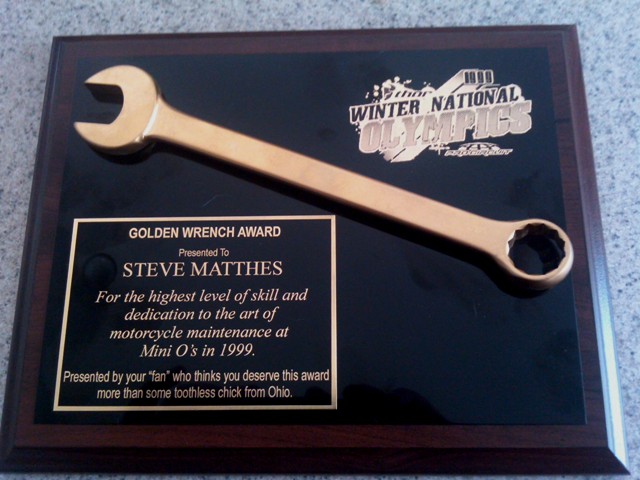 1999
thor
WINTER NATIONAL
OLYMPICS
GOLDEN WRENCH AWARD
Presented To
STEVE MATTHES
For the highest level of skill and
dedication to the art of
motorcycle maintenance at
Mini O's in 1999.
Presented by your "fan" who thinks you deserve this award
more than some toothless chick from Ohio.